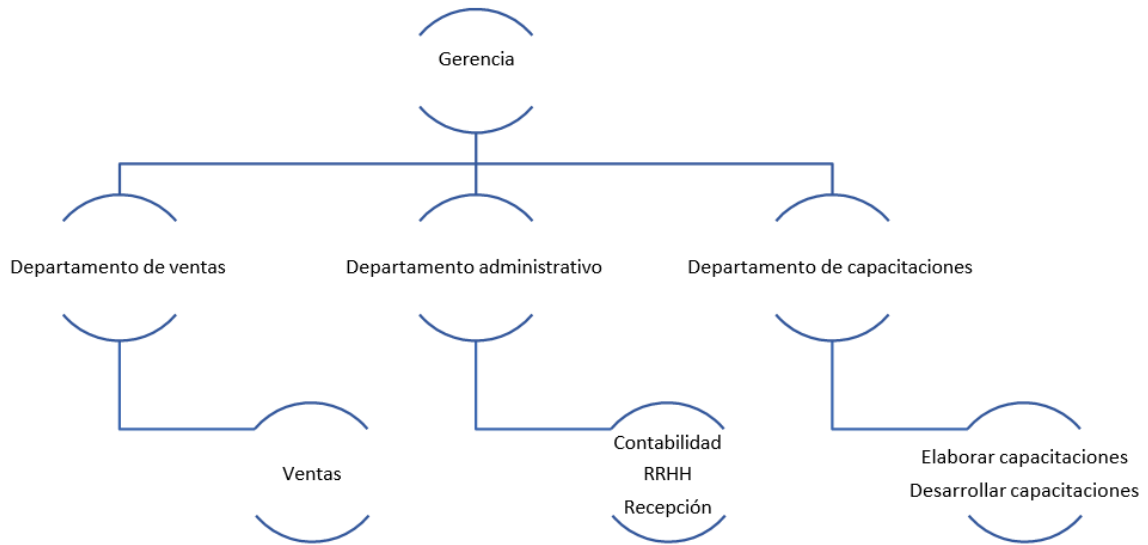 Gerencia
Departamento de ventas
Departamento administrativo
Departamento de capacitaciones
Ventas
Contabilidad
RRHH
Recepción
Elaborar capacitaciones
Desarrollar capacitaciones